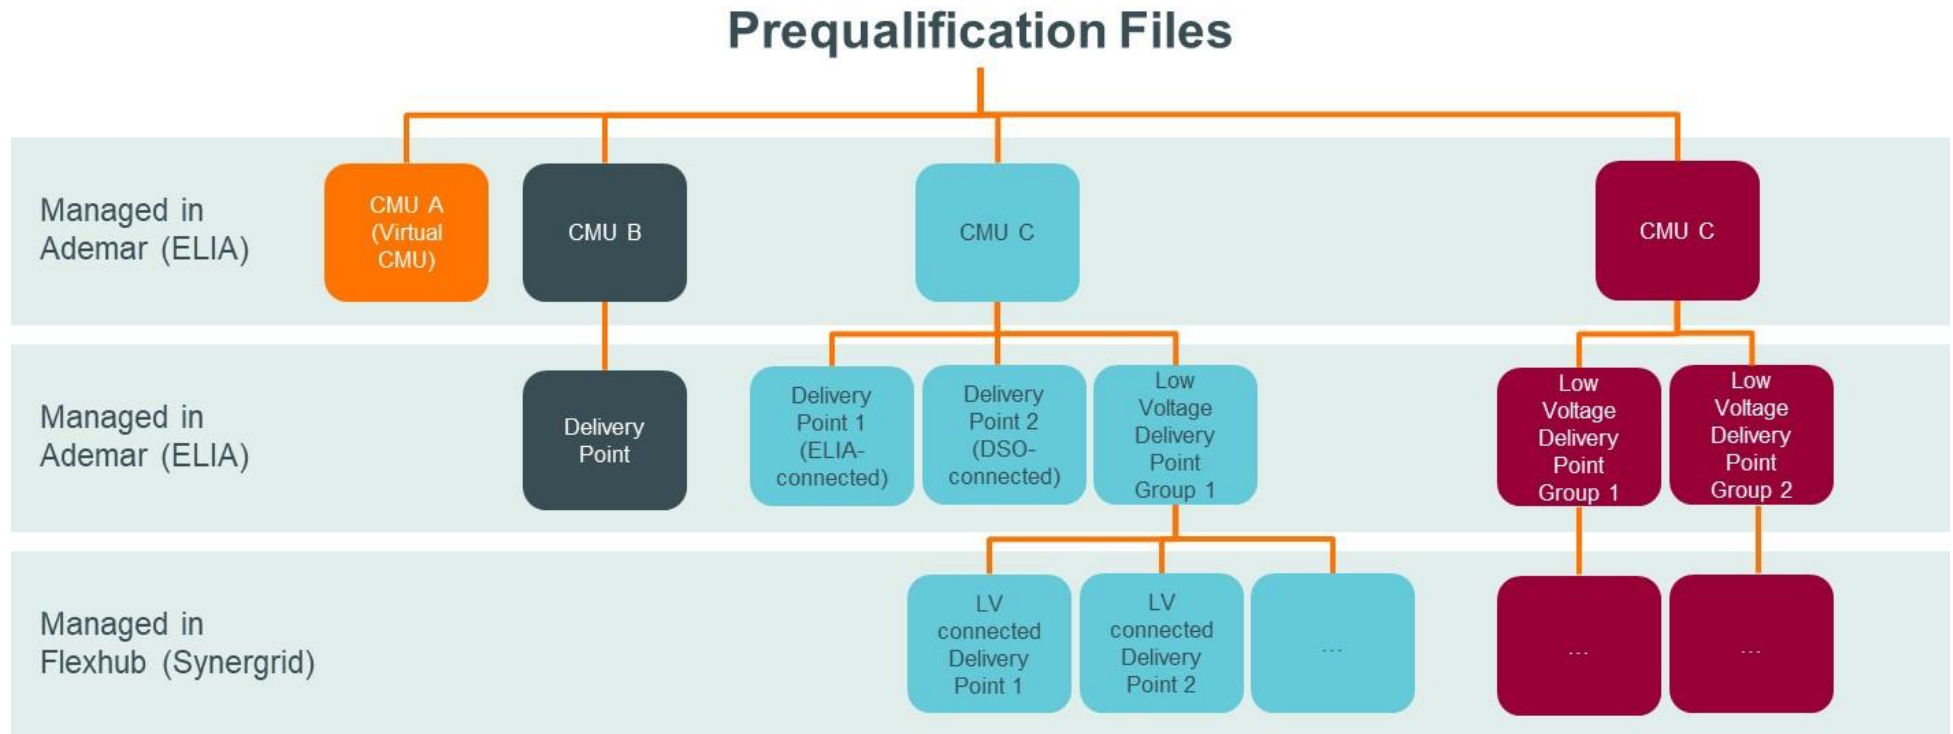 Prequalification Files
Managed in
Ademar (ELIA)
CMU A
(Virtual
CMU)
CMU B
CMU C
CMU C
Managed in
Ademar (ELIA)
Delivery
Point
Delivery
Point 1
(ELIA-
connected)
Delivery
Point 2
(DSO-
connected)
Low
Voltage
Delivery
Point
Group 1
Low
Voltage
Delivery
Point
Group 1
Low
Voltage
Delivery
Point
Group 2
Managed in
Flexhub (Synergrid)
LV
connected
Delivery
Point 1
LV
connected
Delivery
Point 2
...
...
...